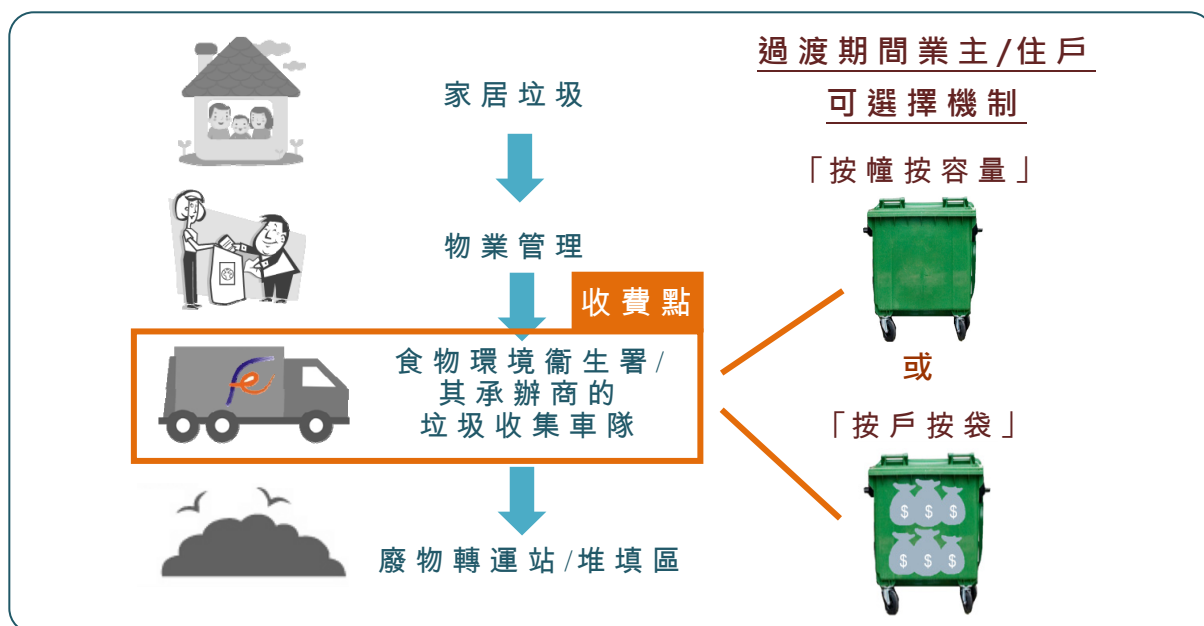 家居垃圾
物業管理
收費點
食物環境衞生署/
其承辦商的
垃圾收集車隊
廢物轉運站/堆填區
過渡期間業主/住戶
可選擇機制
「按幢按容量」
或
「按戶按袋」
$ $ $
$ $ $